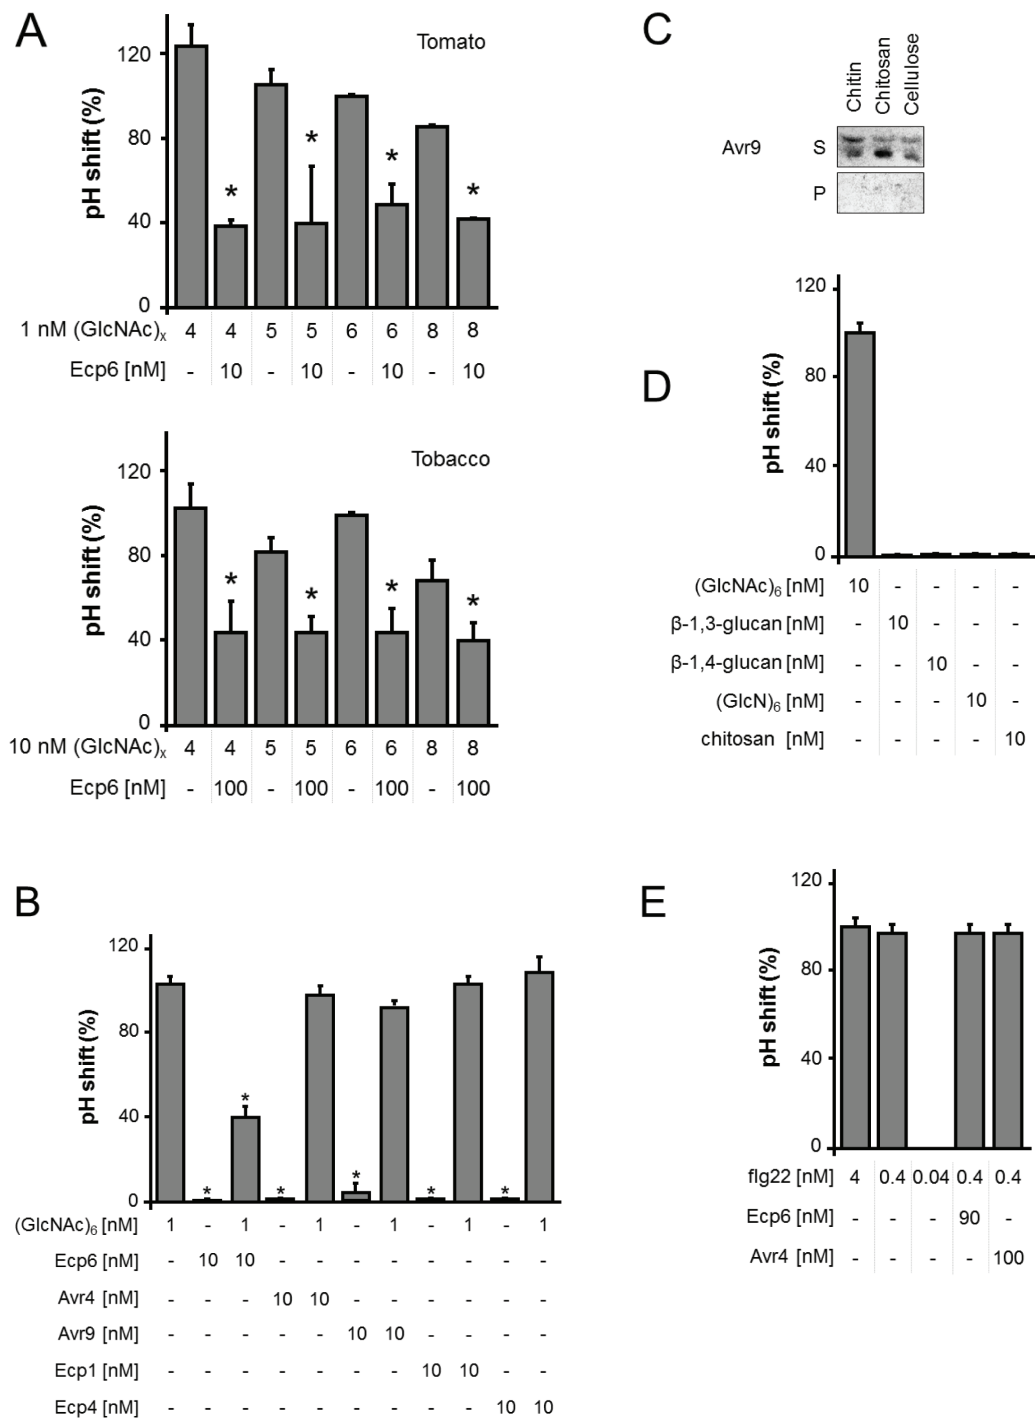 A
Tomato
pH shift (%)
120
80
40
0
1 nM (GlcNAc)ₓ 4 4 5 5 6 6 8 8
Ecp6 [nM] - 10 - 10 - 10 - 10
* * * *
Tobacco
pH shift (%)
120
80
40
0
10 nM (GlcNAc)ₓ 4 4 5 5 6 6 8 8
Ecp6 [nM] - 100 - 100 - 100 - 100
* * * *
B
pH shift (%)
120
80
40
0
* * * * * *
(GlcNAc)₆ [nM] 1 - 1 - 1 - 1 - 1 - 1
Ecp6 [nM] - 10 10 - - - - - - - -
Avr4 [nM] - - - 10 10 - - - - - -
Avr9 [nM] - - - - - 10 10 - - - -
Ecp1 [nM] - - - - - - - 10 10 - -
Ecp4 [nM] - - - - - - - - - 10 10
C
Chitin
Chitosan
Cellulose
Avr9 S
P
D
pH shift (%)
120
80
40
0
(GlcNAc)₆ [nM] 10 - - - -
β-1,3-glucan [nM] - 10 - - -
β-1,4-glucan [nM] - - 10 - -
(GlcN)₆ [nM] - - - 10 -
chitosan [nM] - - - - 10
E
pH shift (%)
120
80
40
0
flg22 [nM] 4 0.4 0.04 0.4 0.4
Ecp6 [nM] - - - 90 -
Avr4 [nM] - - - - 100